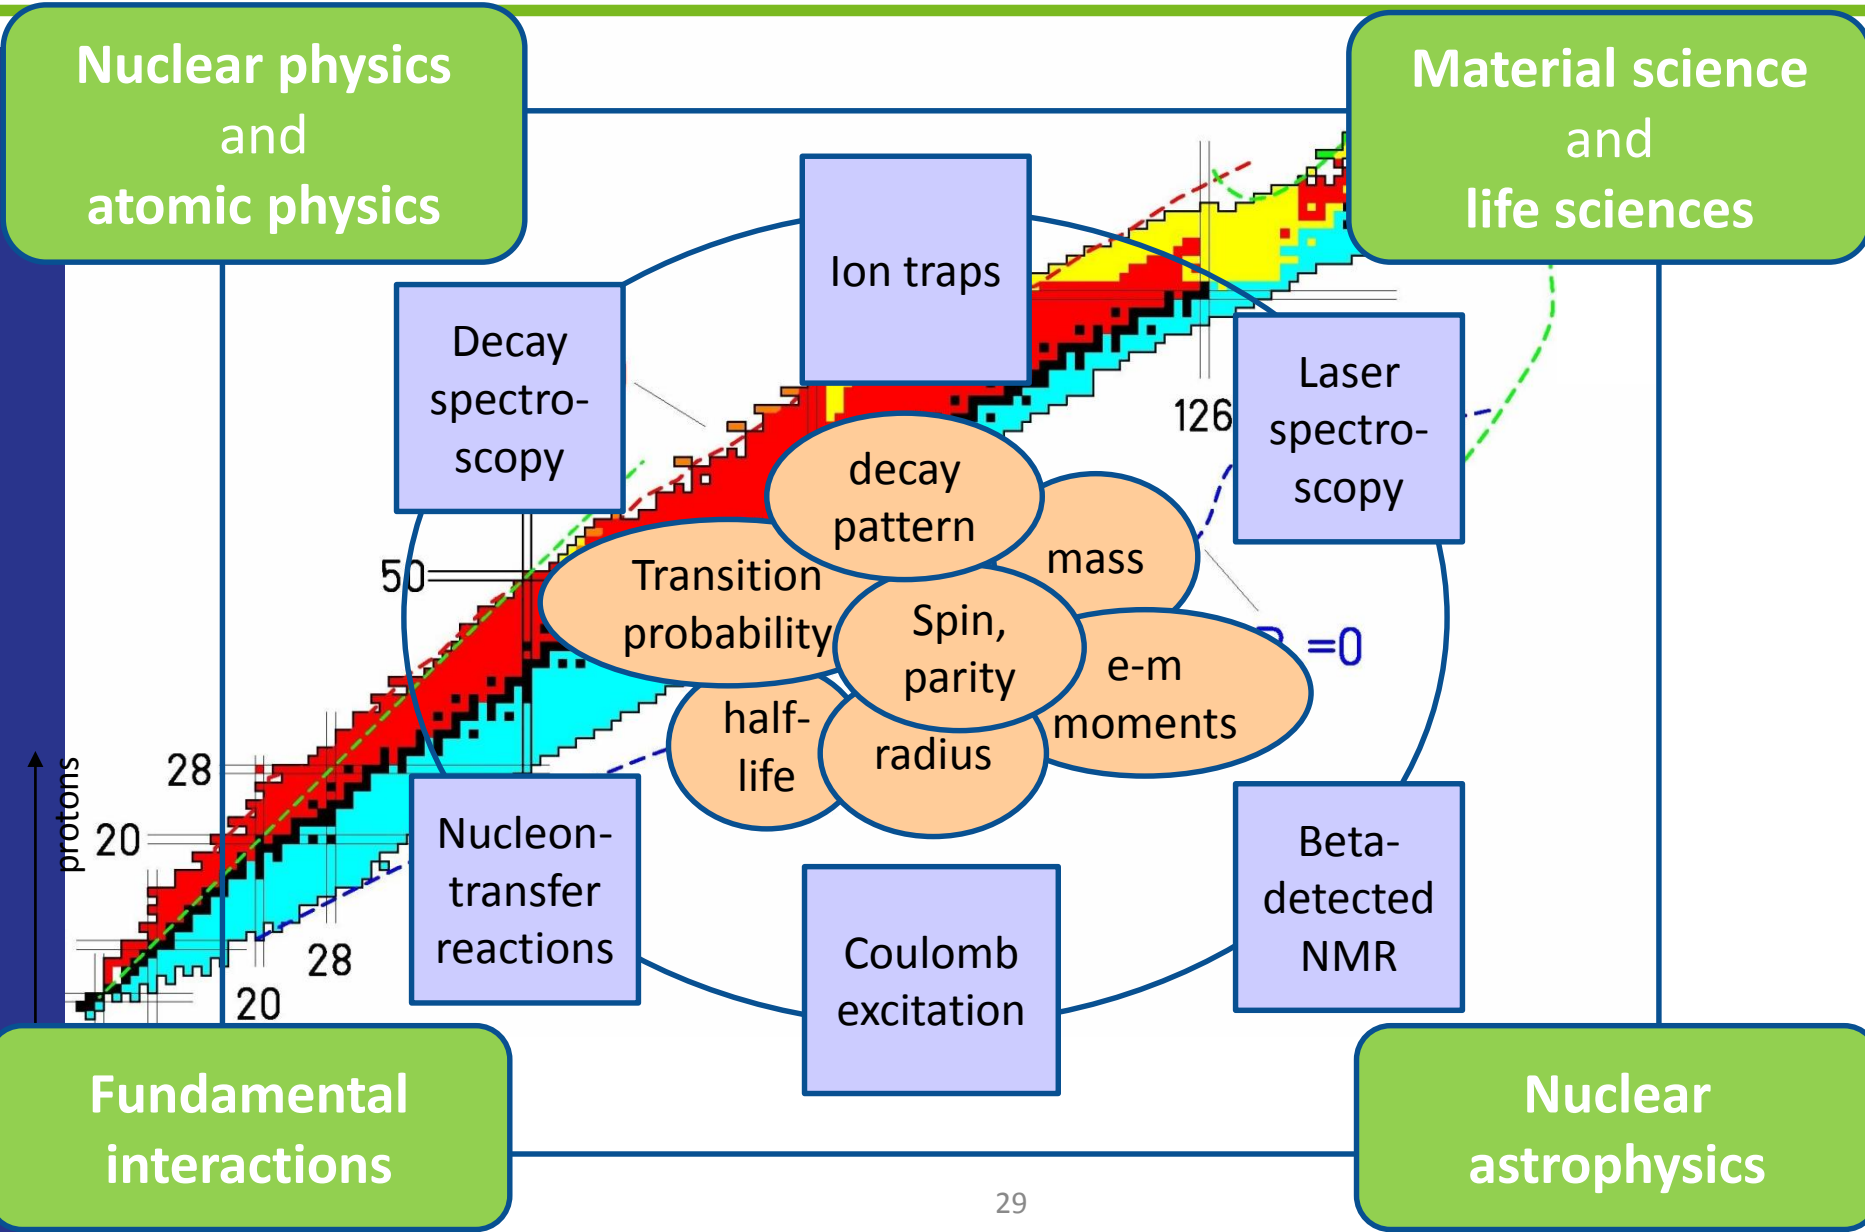 Nuclear physics
and
atomic physics
Material science
and
life sciences
Ion traps
Decay
spectro-
scopy
Laser
spectro-
scopy
126
decay
pattern
mass
50
Transition
probability
Spin,
parity
e-m
moments
=0
half-
life
radius
28
protons
20
Nucleon-
transfer
reactions
Beta-
detected
NMR
Coulomb
excitation
28
20
Fundamental
interactions
Nuclear
astrophysics
29